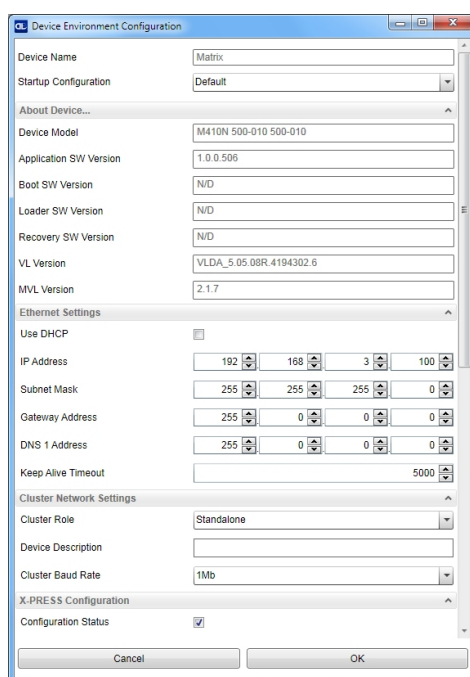 Device Environment Configuration
Device Name Matrix
Startup Configuration Default
About Device...
Device Model M410N 500-010 500-010
Application SW Version 1.0.0.506
Boot SW Version N/D
Loader SW Version N/D
Recovery SW Version N/D
VL Version VLDA_5.05.08R.4194302.6
MVL Version 2.1.7
Ethernet Settings
Use DHCP
IP Address 192 . 168 . 3 . 100
Subnet Mask 255 . 255 . 255 . 0
Gateway Address 255 . 0 . 0 . 0
DNS 1 Address 255 . 0 . 0 . 0
Keep Alive Timeout 5000
Cluster Network Settings
Cluster Role Standalone
Device Description
Cluster Baud Rate 1Mb
X-PRESS Configuration
Configuration Status
Cancel OK